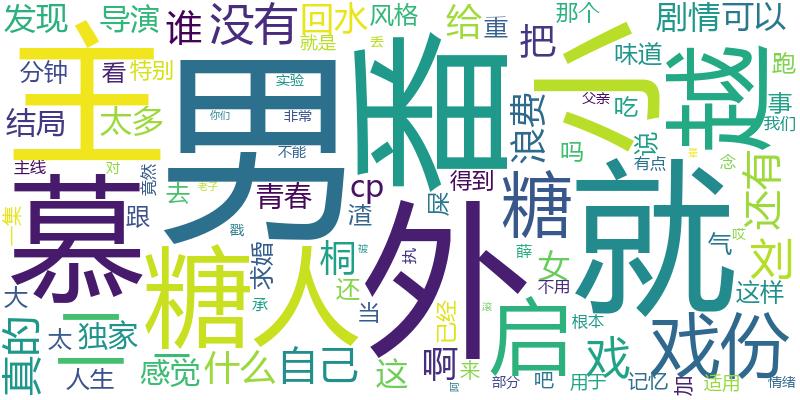 发现 导演 谁 没有 回水 风格 给 重 那个 剧情 可以
主 男 番 小 越
就是 丢 把 味道 跑
分钟 看 特别 实验 吃 事
结局 太多 你们 非常 浪费 父亲 说 我们
主线 对 竟然 不能 吗 有点 念
慕 去 青春 cp 得到 糖 就 还有
一集 跟 老子 渣 屎
戳 求婚 桐 外 执 薛 女 气 刘 哎
大 三 糖 人 还 被 启 不用 这样
真的 太 独家 承 当 已经 根本 戏 戏份
人生 感觉 什么 自己 这 啊 来 滚 部分 吧 用于 记忆 加 适用 情绪